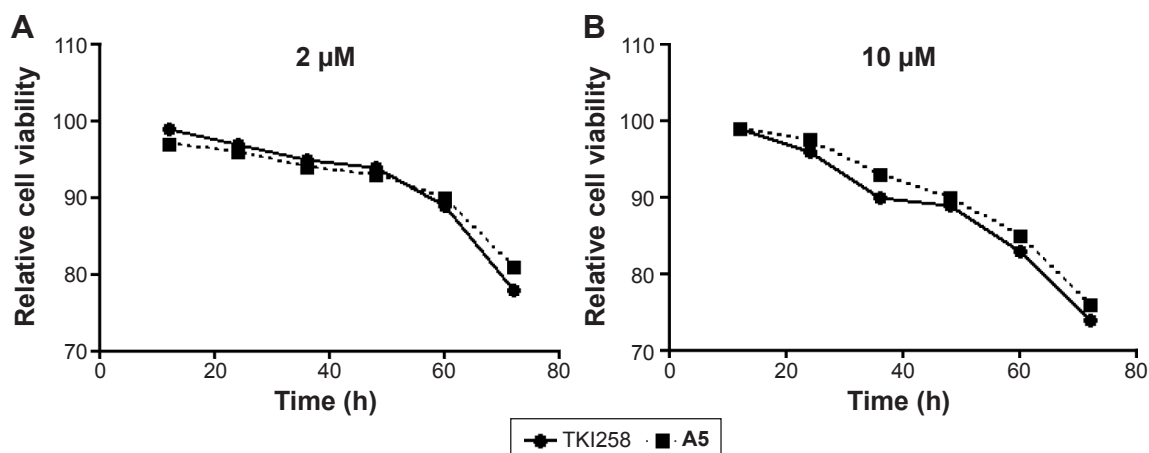 A
2 µM
Relative cell viability
110
100
90
80
70
0 20 40 60 80
Time (h)
B
10 µM
Relative cell viability
110
100
90
80
70
0 20 40 60 80
Time (h)
TKI258 A5